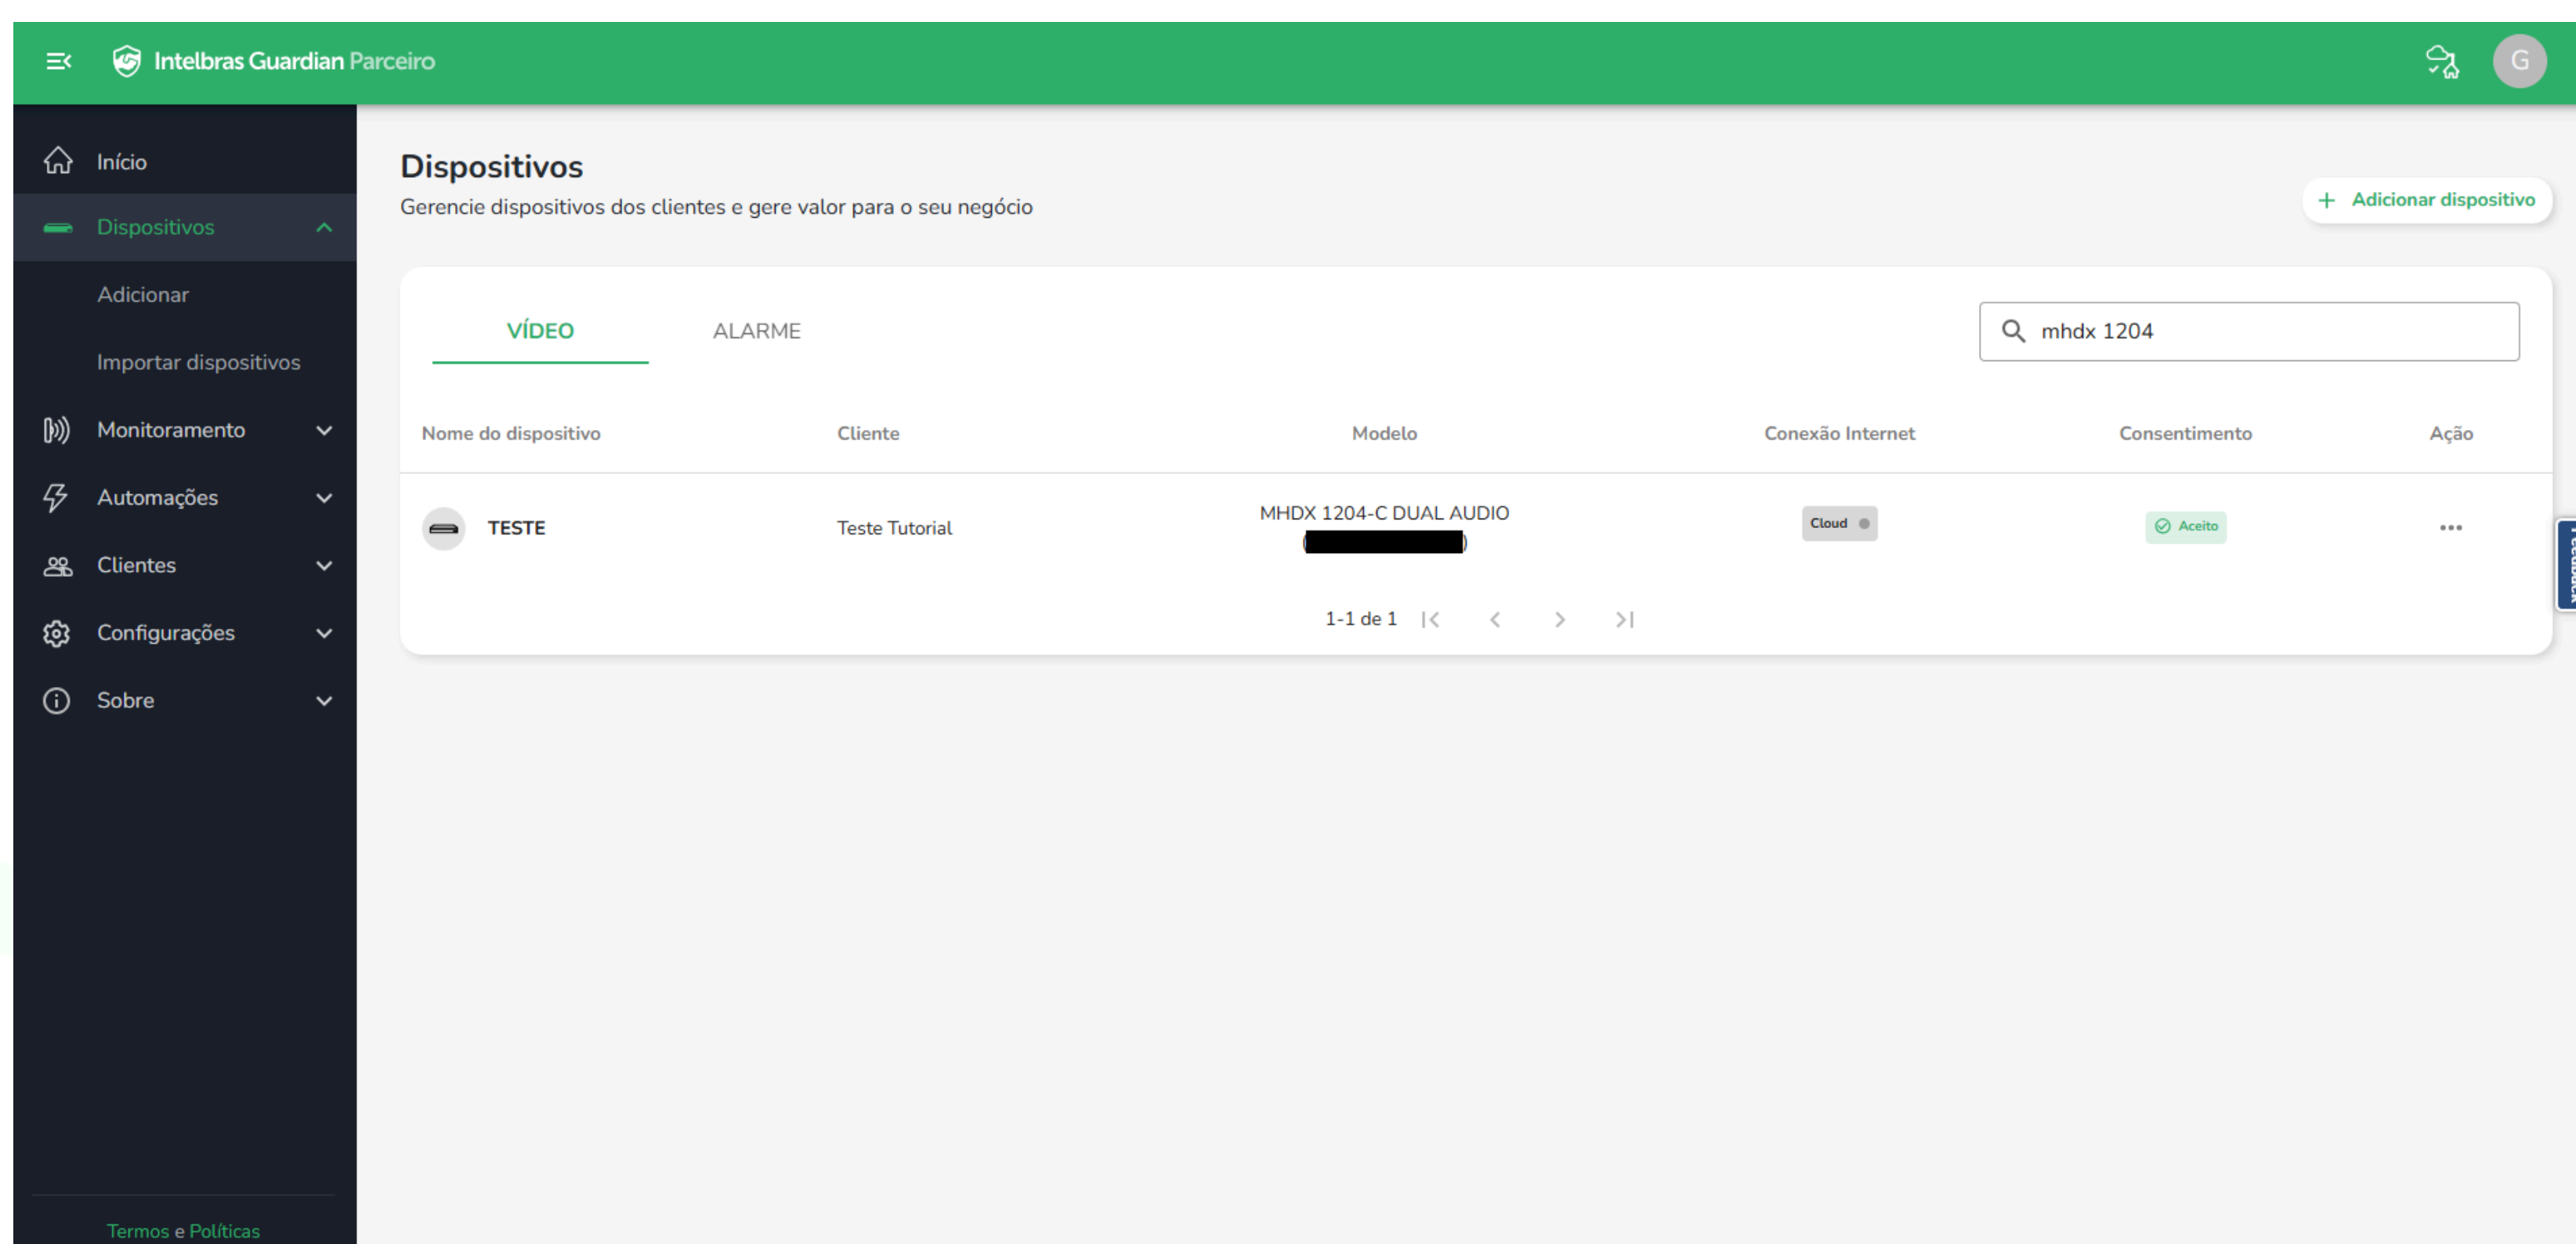 Intelbras Guardian Parceiro
G
Início
Dispositivos
Adicionar
Importar dispositivos
Monitoramento
Automações
Clientes
Configurações
Sobre
Termos e Políticas
Dispositivos
Gerencie dispositivos dos clientes e gere valor para o seu negócio
+ Adicionar dispositivo
VÍDEO ALARME
mhdx 1204
Nome do dispositivo Cliente Modelo Conexão Internet Consentimento Ação
TESTE Teste Tutorial MHDX 1204-C DUAL AUDIO Cloud Aceito
( )
1-1 de 1
Feedback